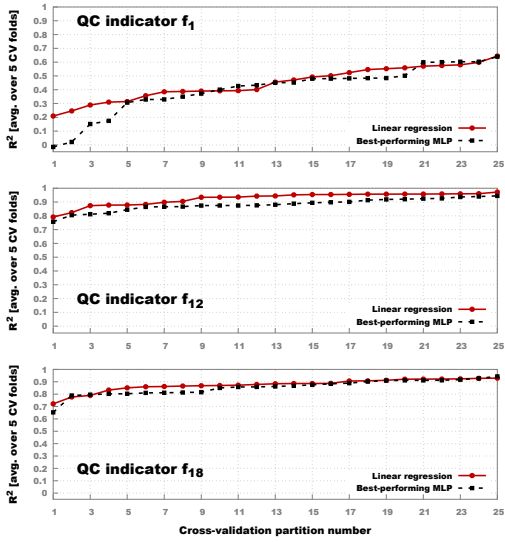 QC indicator f1
R2 [avg. over 5 CV folds]
1
0.9
0.8
0.7
0.6
0.5
0.4
0.3
0.2
0.1
0
Linear regression
Best-performing MLP
1 3 5 7 9 11 13 15 17 19 21 23 25
R2 [avg. over 5 CV folds]
1
0.9
0.8
0.7
0.6
0.5
0.4
0.3
0.2
0.1
0
QC indicator f12
Linear regression
Best-performing MLP
1 3 5 7 9 11 13 15 17 19 21 23 25
R2 [avg. over 5 CV folds]
1
0.9
0.8
0.7
0.6
0.5
0.4
0.3
0.2
0.1
0
QC indicator f18
Linear regression
Best-performing MLP
1 3 5 7 9 11 13 15 17 19 21 23 25
Cross-validation partition number